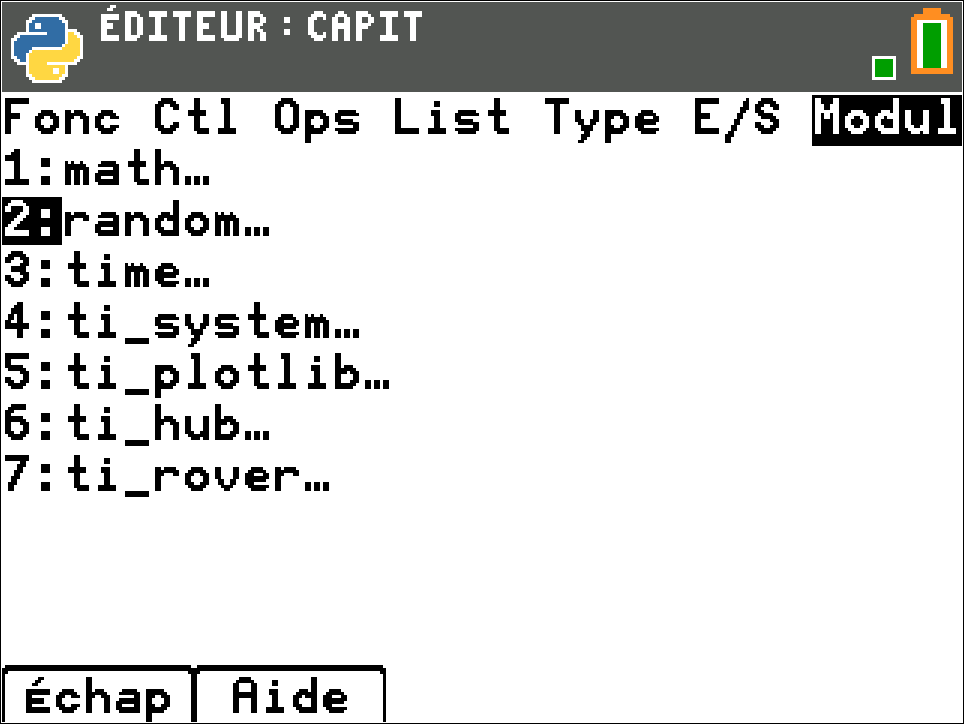 ÉDITEUR : CAPIT
Fonc Ctl Ops List Type E/S Modul
1:math…
2:random…
3:time…
4:ti_system…
5:ti_plotlib…
6:ti_hub…
7:ti_rover…
Échap Aide